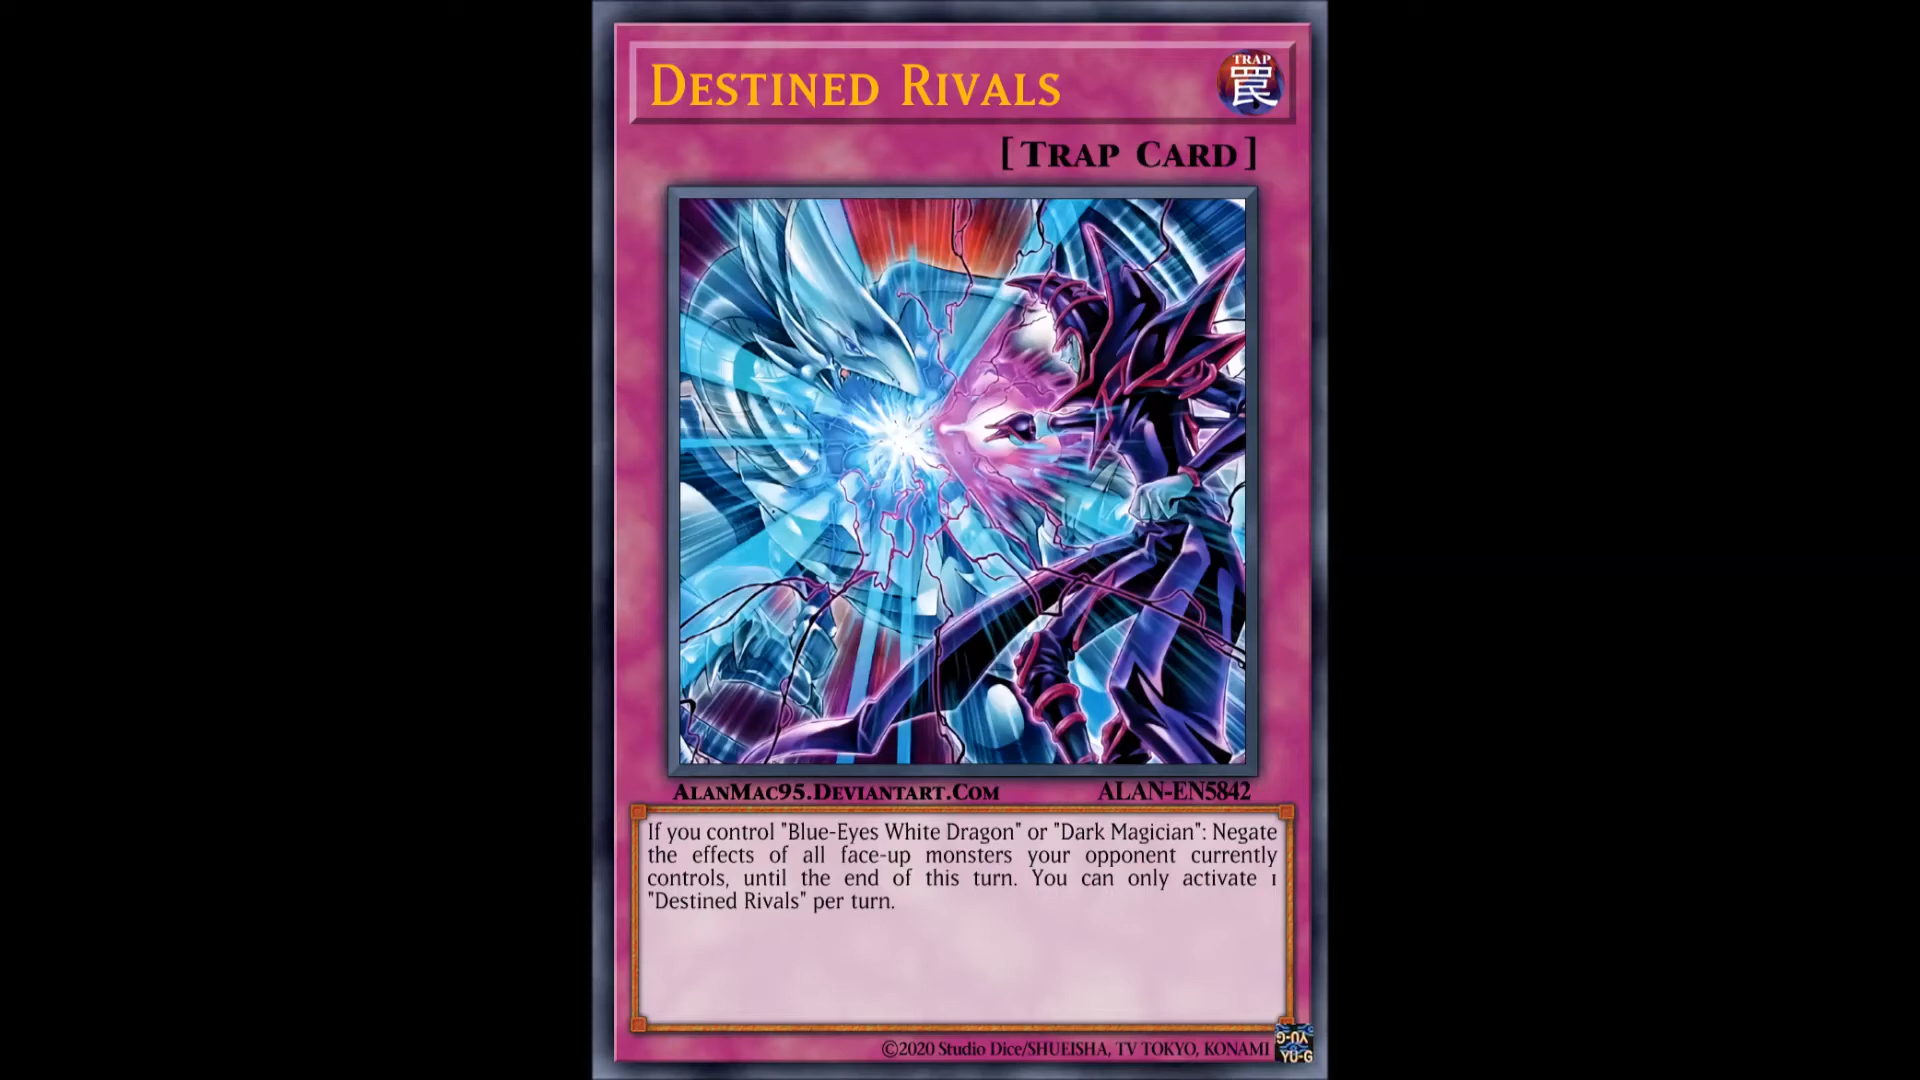 Destined Rivals
TRAP
罠
[Trap Card]
AlanMac95.Deviantart.Com
ALAN-EN5842
If you control "Blue-Eyes White Dragon" or "Dark Magician": Negate
the effects of all face-up monsters your opponent currently
controls, until the end of this turn. You can only activate 1
"Destined Rivals" per turn.
©2020 Studio Dice/SHUEISHA, TV TOKYO, KONAMI
YU-G